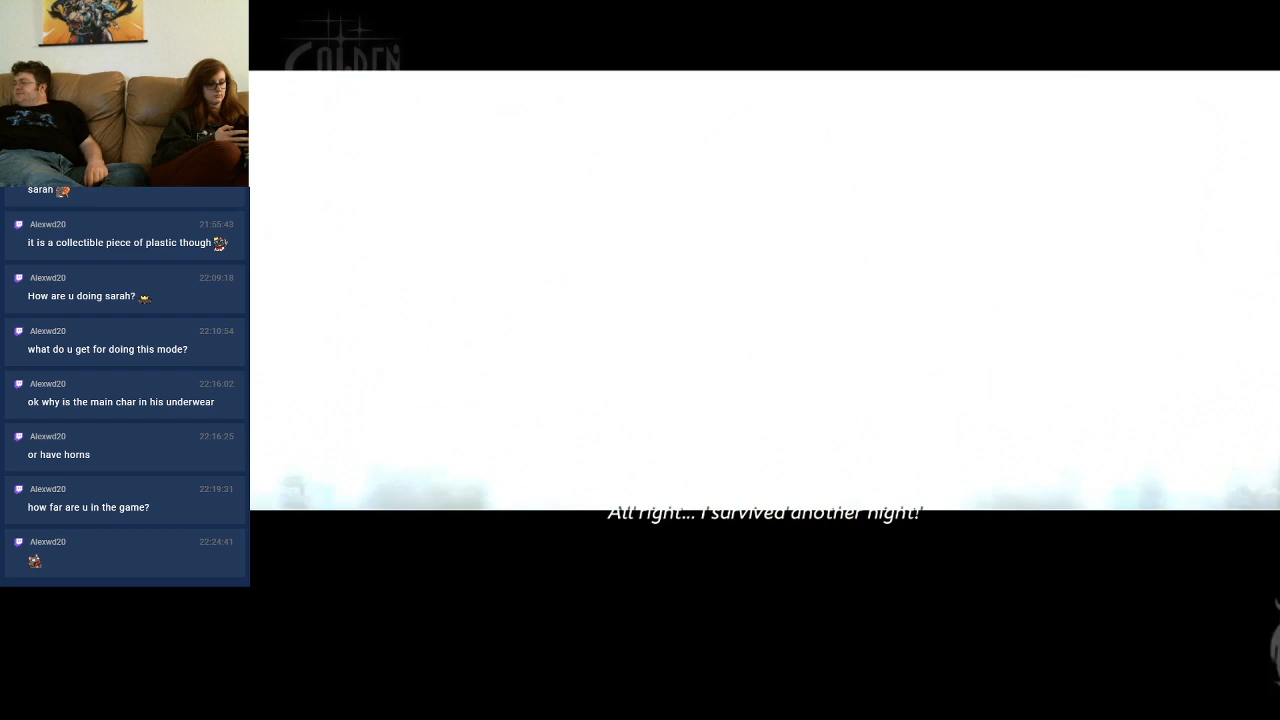 GOLDEN
sarah
Alexwd20 21:55:43
it is a collectible piece of plastic though
Alexwd20 22:09:18
How are u doing sarah?
Alexwd20 22:10:54
what do u get for doing this mode?
Alexwd20 22:16:02
ok why is the main char in his underwear
Alexwd20 22:16:25
or have horns
Alexwd20 22:19:31
how far are u in the game?
Alexwd20 22:24:41
All right... I survived another night!